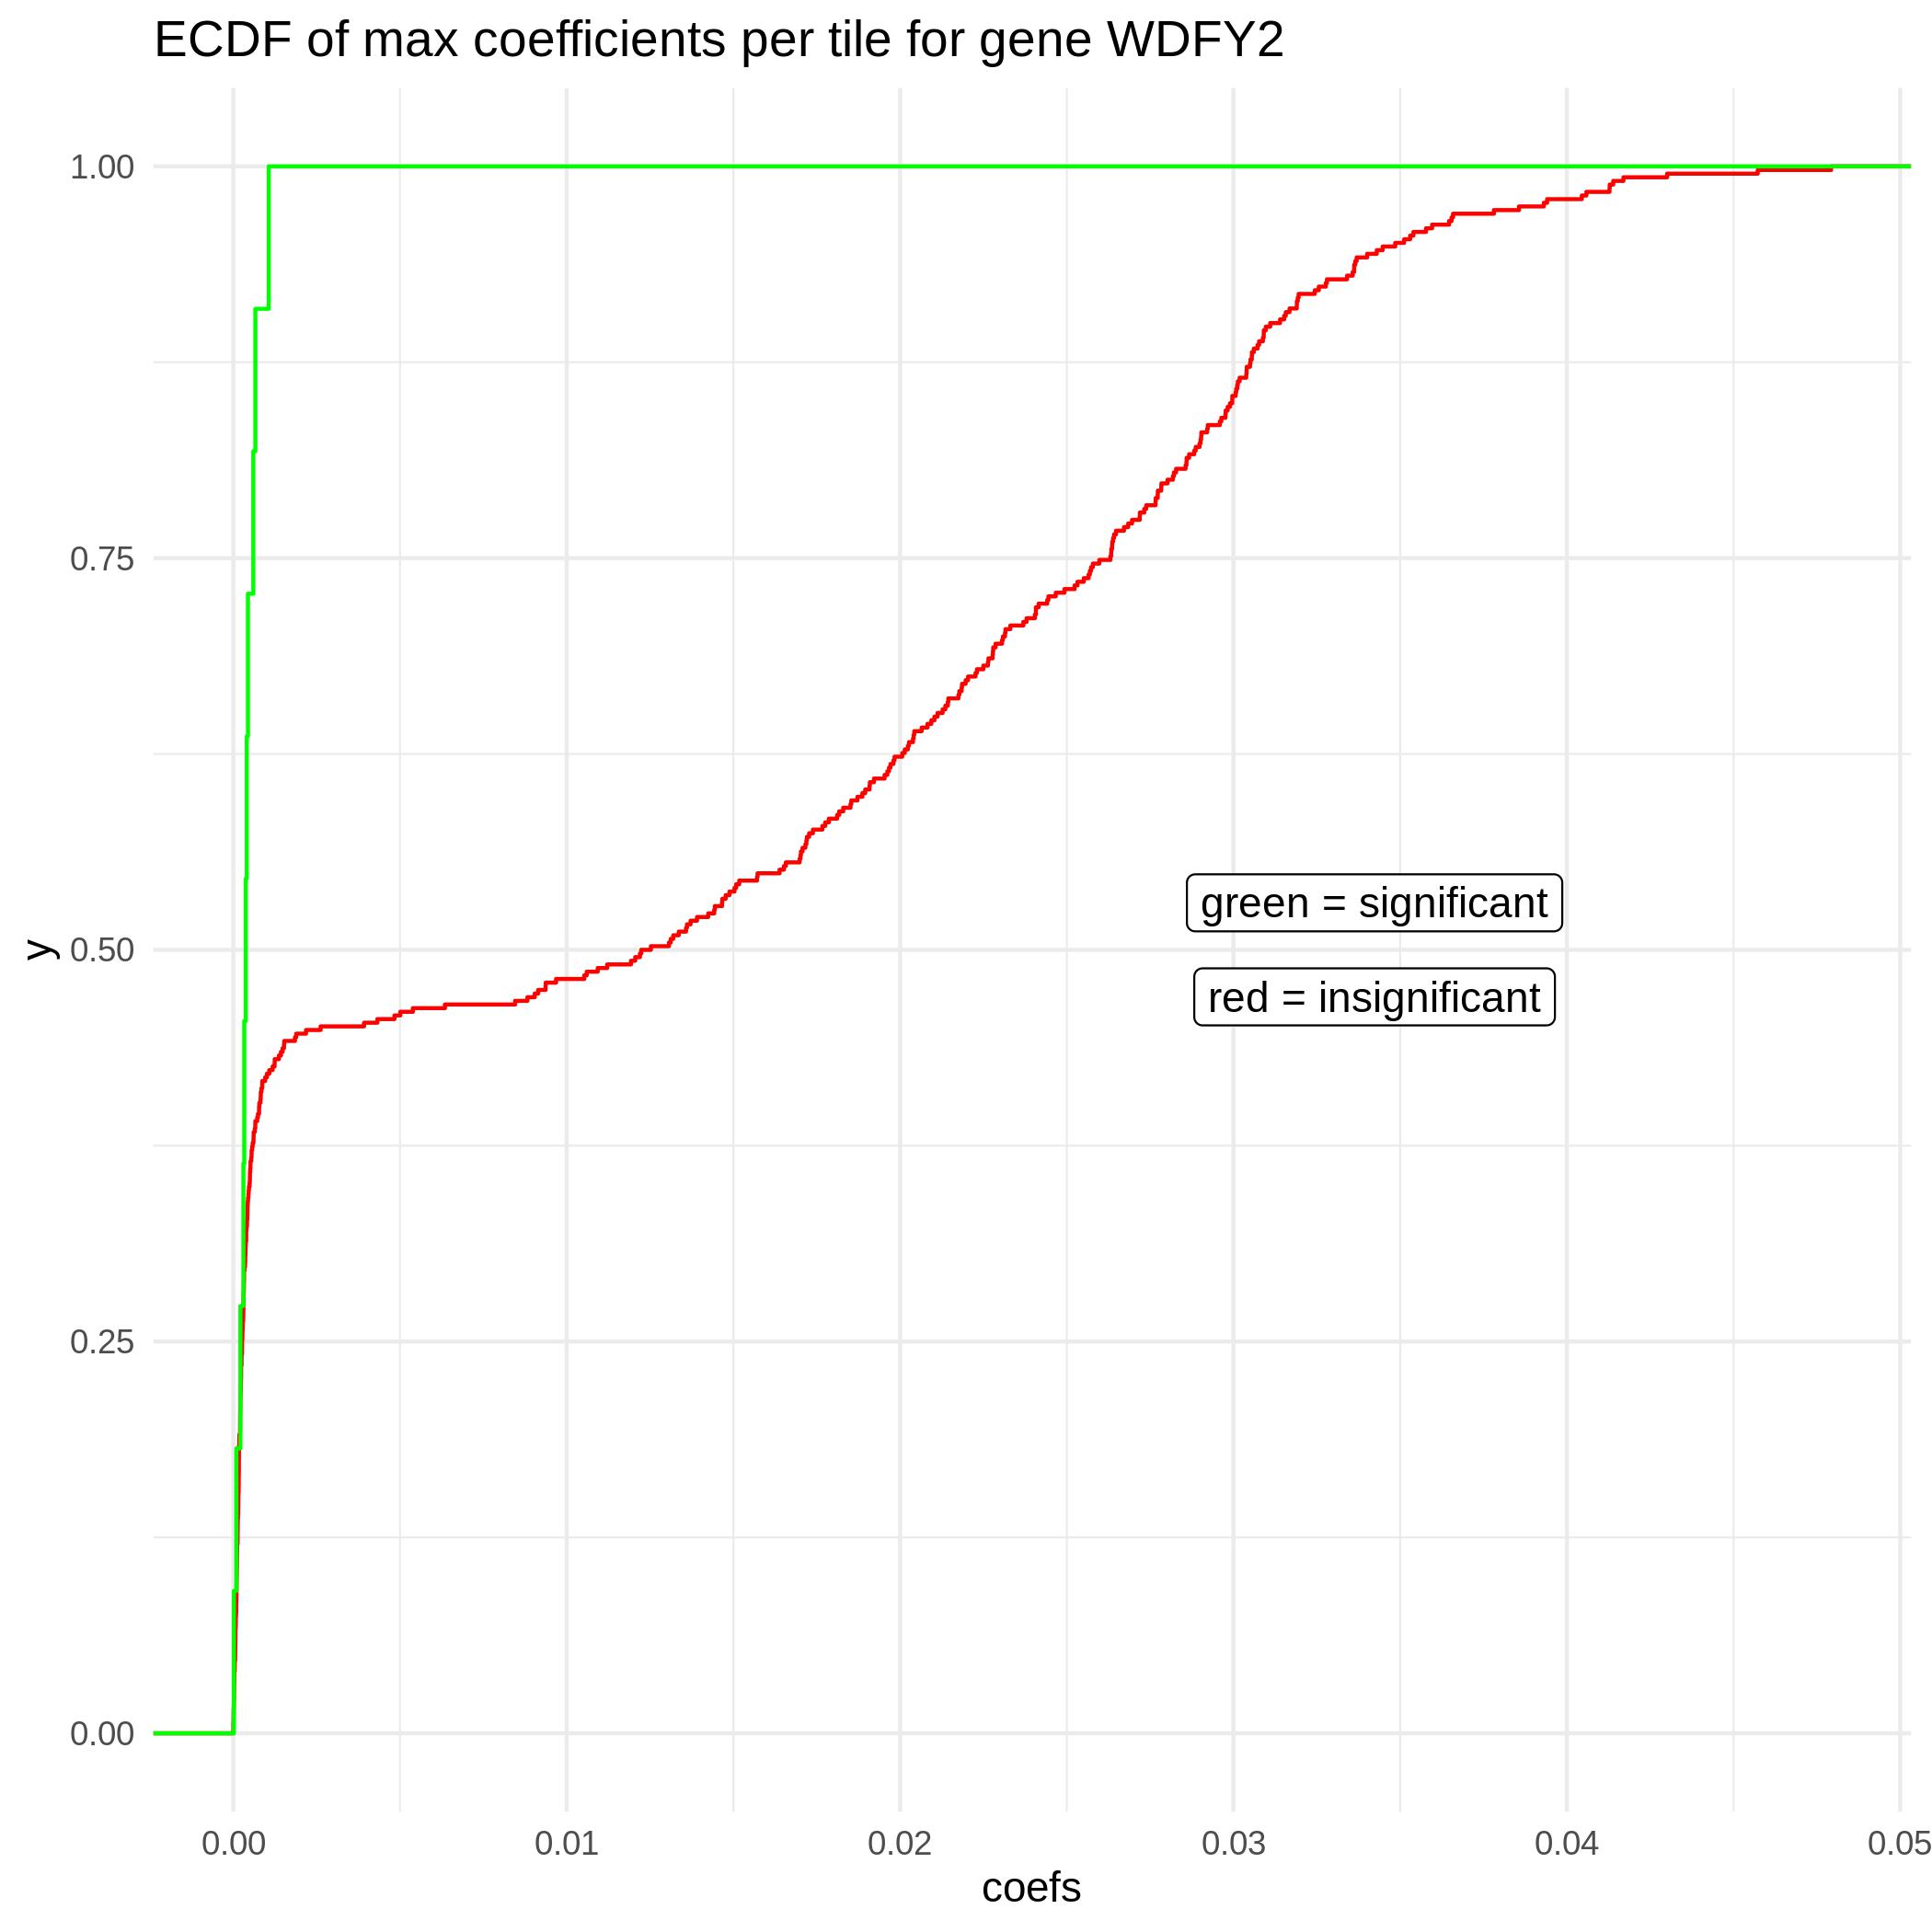 ECDF of max coefficients per tile for gene WDFY2
1.00
0.75
0.50
0.25
0.00
y
green = significant
red = insignificant
0.00 0.01 0.02 0.03 0.04 0.05
coefs